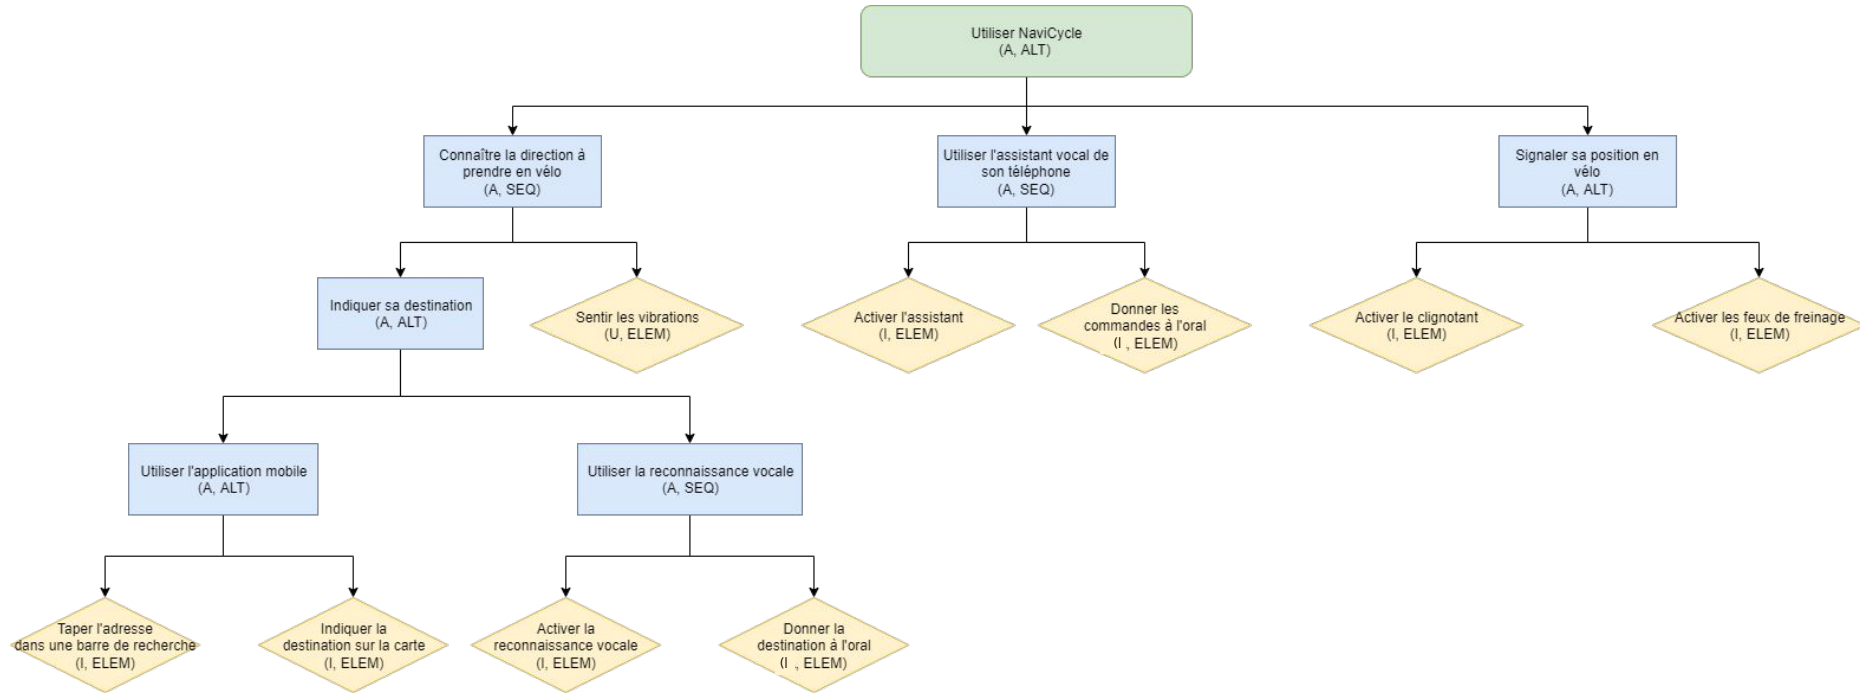 Utiliser NaviCycle
(A, ALT)
Connaître la direction à
prendre en vélo
(A, SEQ)
Utiliser l'assistant vocal de
son téléphone
(A, SEQ)
Signaler sa position en
vélo
(A, ALT)
Indiquer sa destination
(A, ALT)
Sentir les vibrations
(U, ELEM)
Activer l'assistant
(I, ELEM)
Donner les
commandes à l'oral
(I , ELEM)
Activer le clignotant
(I, ELEM)
Activer les feux de freinage
(I, ELEM)
Utiliser l'application mobile
(A, ALT)
Utiliser la reconnaissance vocale
(A, SEQ)
Taper l'adresse
dans une barre de recherche
(I, ELEM)
Indiquer la
destination sur la carte
(I, ELEM)
Activer la
reconnaissance vocale
(I, ELEM)
Donner la
destination à l'oral
(I , ELEM)